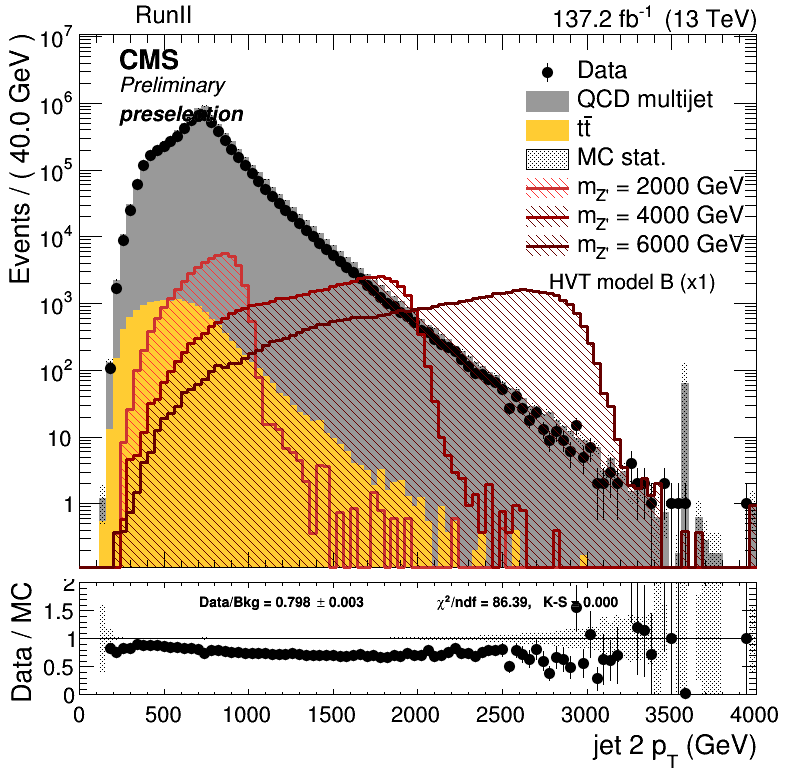 RunII 137.2 fb⁻¹ (13 TeV)
CMS
Preliminary
preselection
Data
QCD multijet
tt̄
MC stat.
m_Z' = 2000 GeV
m_Z' = 4000 GeV
m_Z' = 6000 GeV
HVT model B (x1)
Events / ( 40.0 GeV )
10⁷
10⁶
10⁵
10⁴
10³
10²
10
1
Data/Bkg = 0.798 ± 0.003 χ²/ndf = 86.39, K-S = 0.000
Data / MC
2
1.5
1
0.5
0
0 500 1000 1500 2000 2500 3000 3500 4000
jet 2 p_T (GeV)